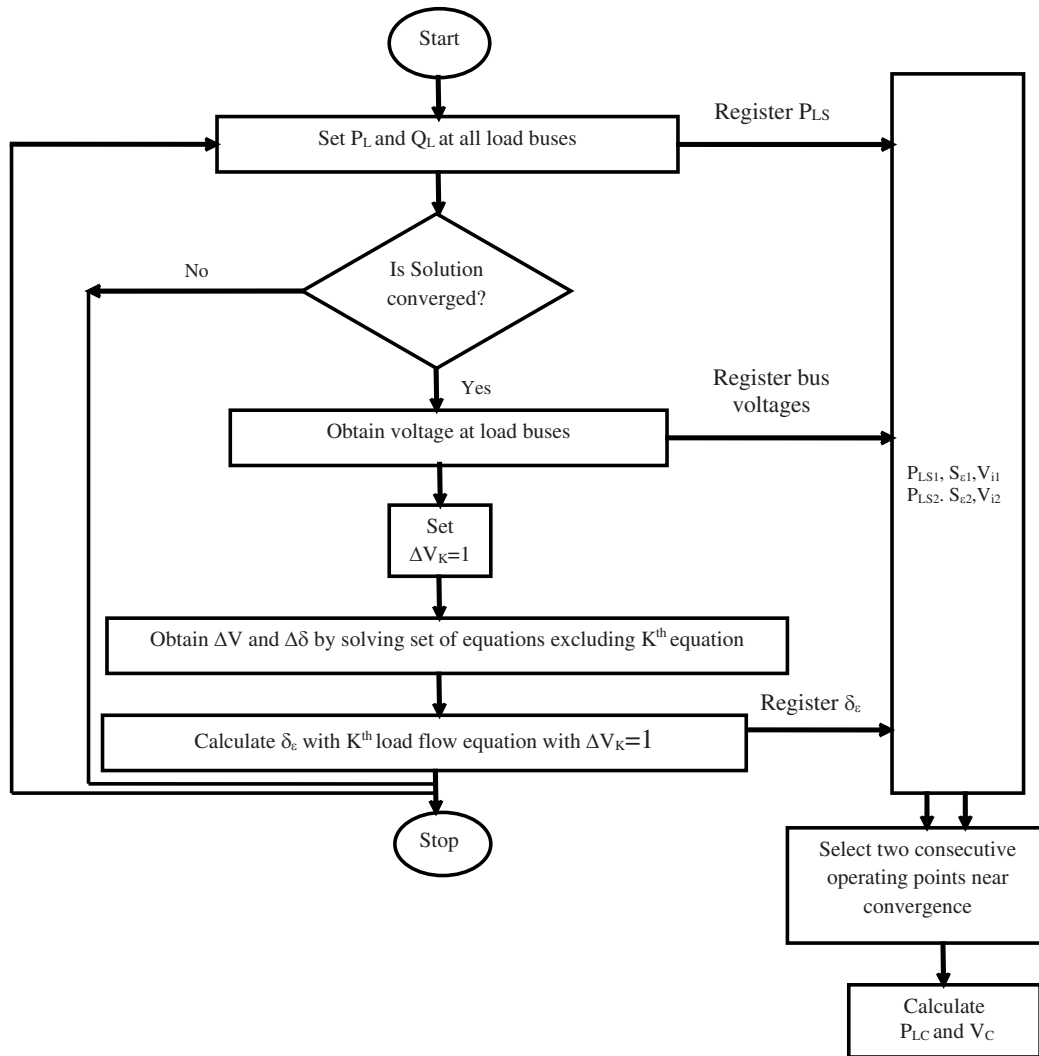 Start
Register P_LS
Set P_L and Q_L at all load buses
No
Is Solution
converged?
Yes
Register bus
voltages
Obtain voltage at load buses
P_LS1, S_ε1,V_i1
P_LS2. S_ε2,V_i2
Set
ΔV_K=1
Obtain ΔV and Δδ by solving set of equations excluding K^th equation
Register δ_ε
Calculate δ_ε with K^th load flow equation with ΔV_K=1
Stop
Select two consecutive
operating points near
convergence
Calculate
P_LC and V_C